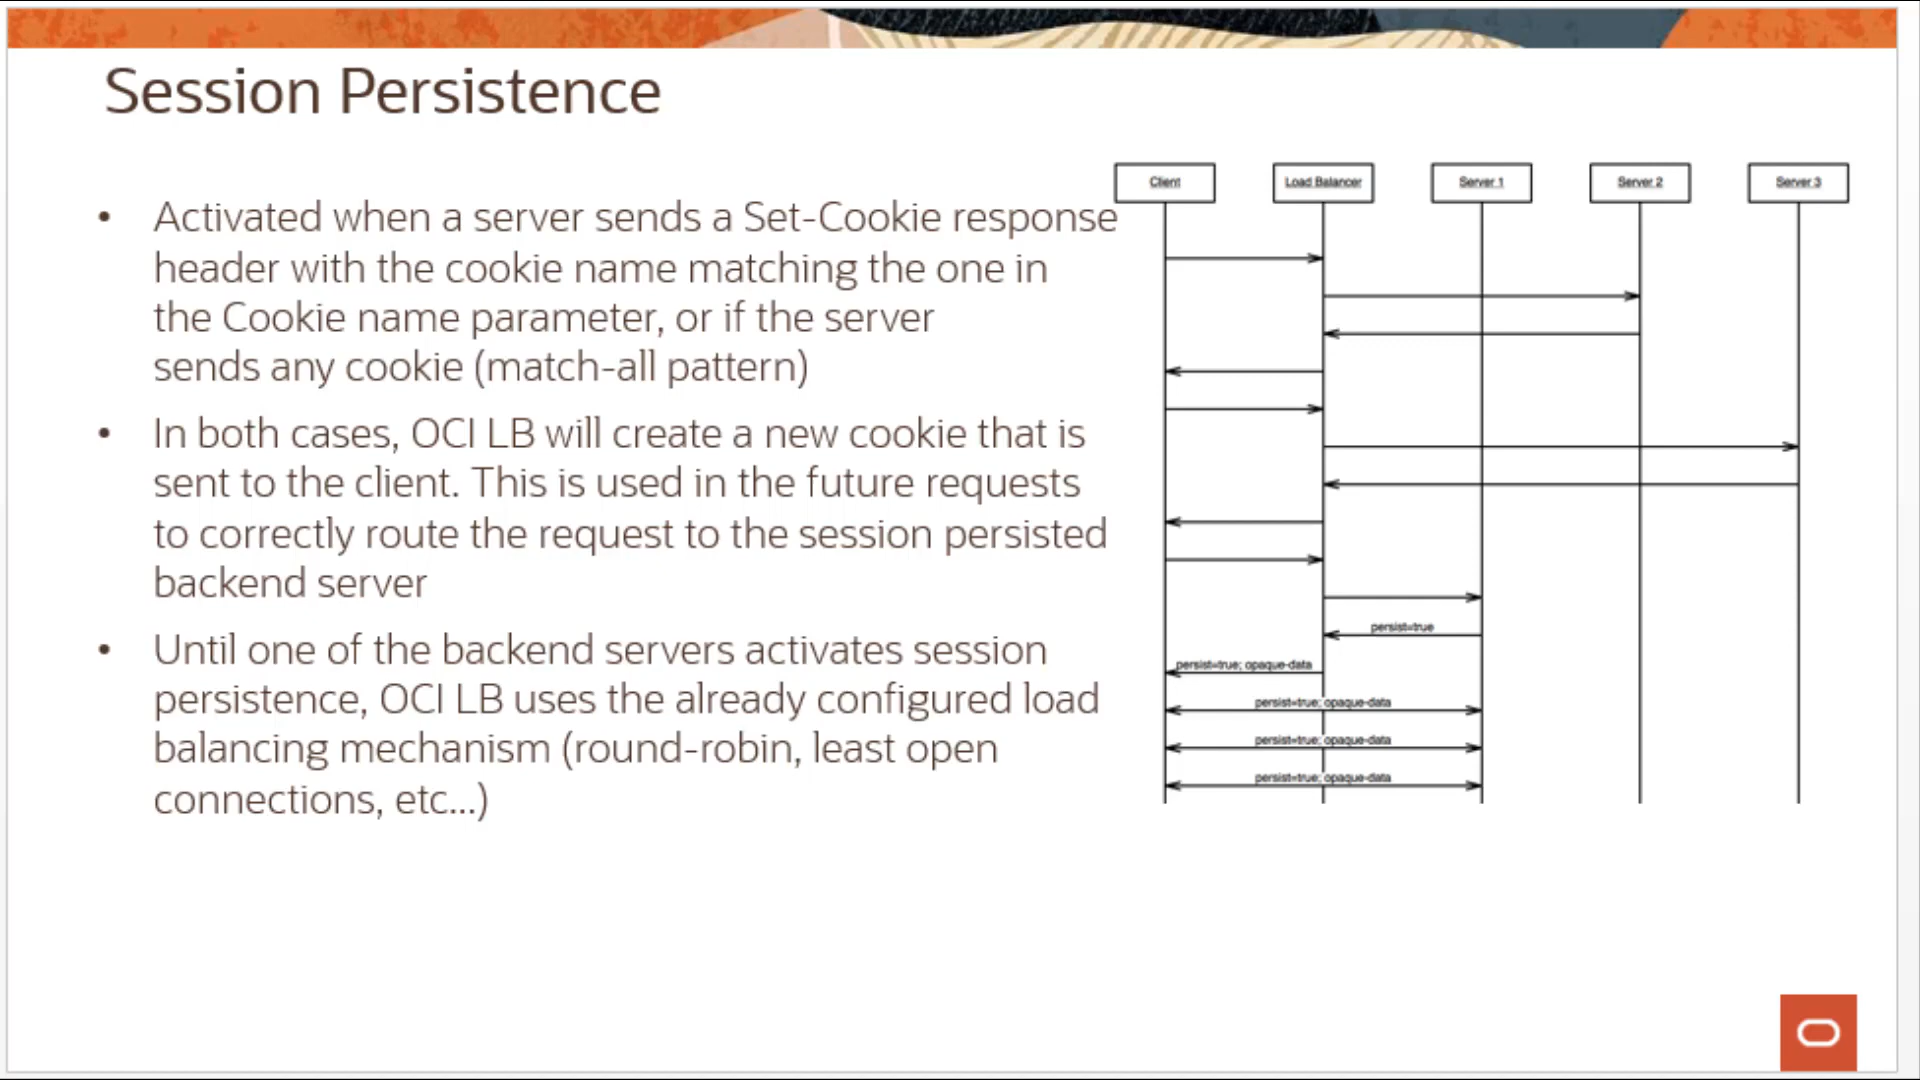 Session Persistence
• Activated when a server sends a Set-Cookie response
header with the cookie name matching the one in
the Cookie name parameter, or if the server
sends any cookie (match-all pattern)
• In both cases, OCI LB will create a new cookie that is
sent to the client. This is used in the future requests
to correctly route the request to the session persisted
backend server
• Until one of the backend servers activates session
persistence, OCI LB uses the already configured load
balancing mechanism (round-robin, least open
connections, etc...)
Client
Load Balancer
Server 1
Server 2
Server 3
persist=true
persist=true; opaque-data
persist=true; opaque-data
persist=true; opaque-data
persist=true; opaque-data